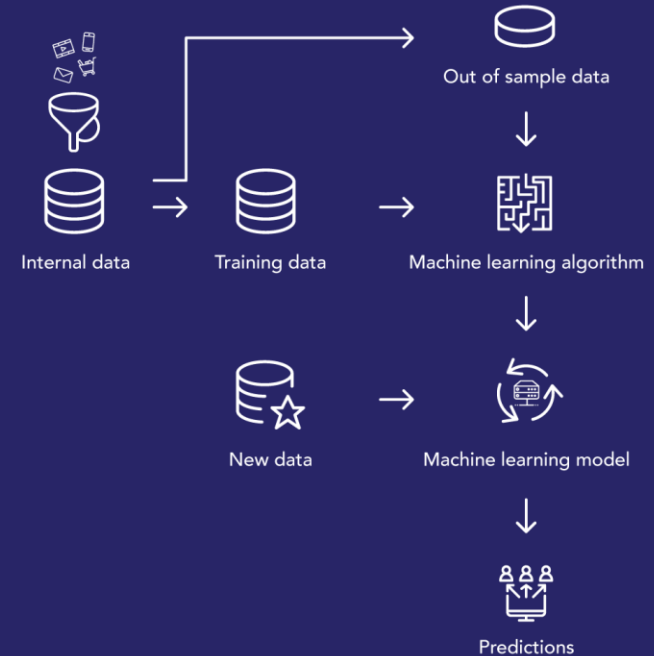 Out of sample data
Internal data
Training data
Machine learning algorithm
New data
Machine learning model
Predictions